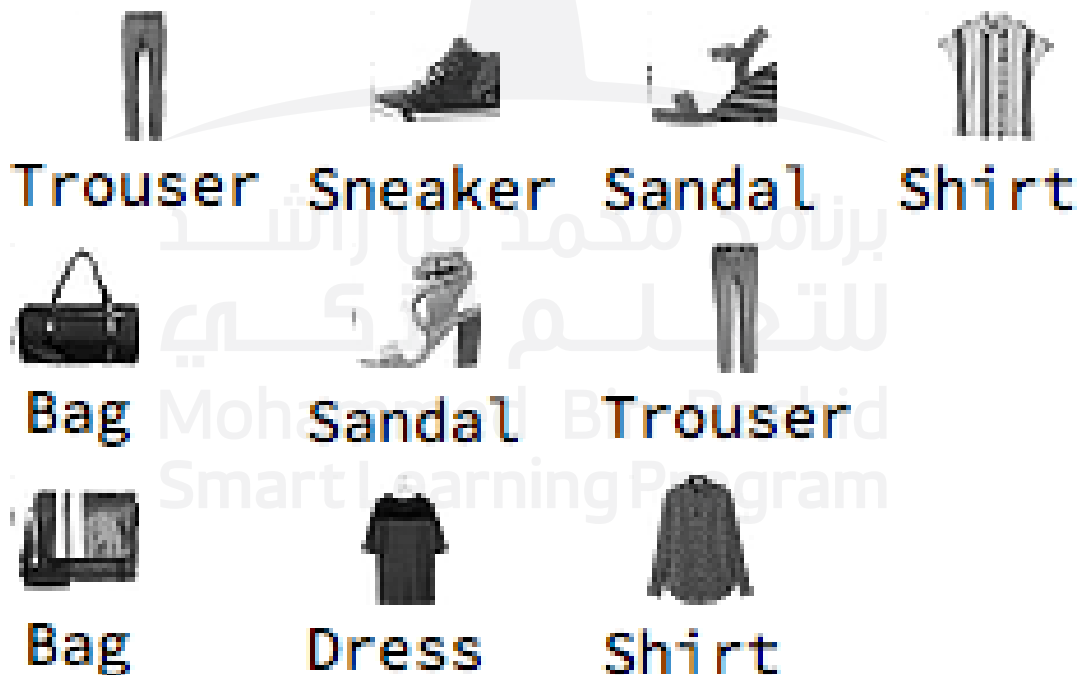 Trouser Sneaker Sandal Shirt
برنامج محمد بن راشد
للتعلم الذكي
Bag Sandal Trouser
Mohammed Bin Rashid
Smart Learning Program
Bag Dress Shirt